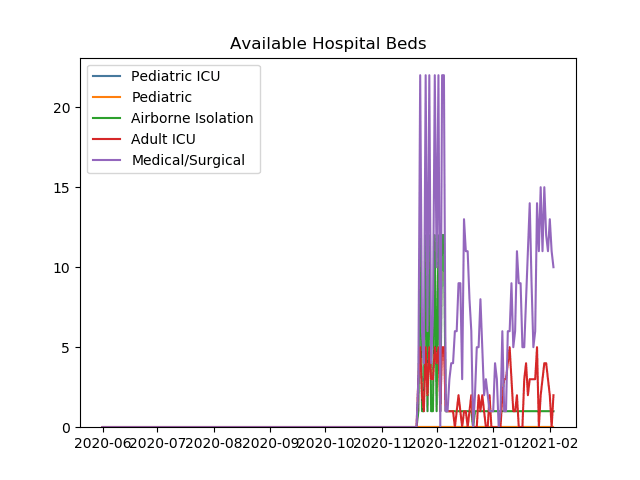 Available Hospital Beds
Pediatric ICU
Pediatric
Airborne Isolation
Adult ICU
Medical/Surgical
20
15
10
5
0
2020-06 2020-07 2020-08 2020-09 2020-10 2020-11 2020-12 2021-01 2021-02